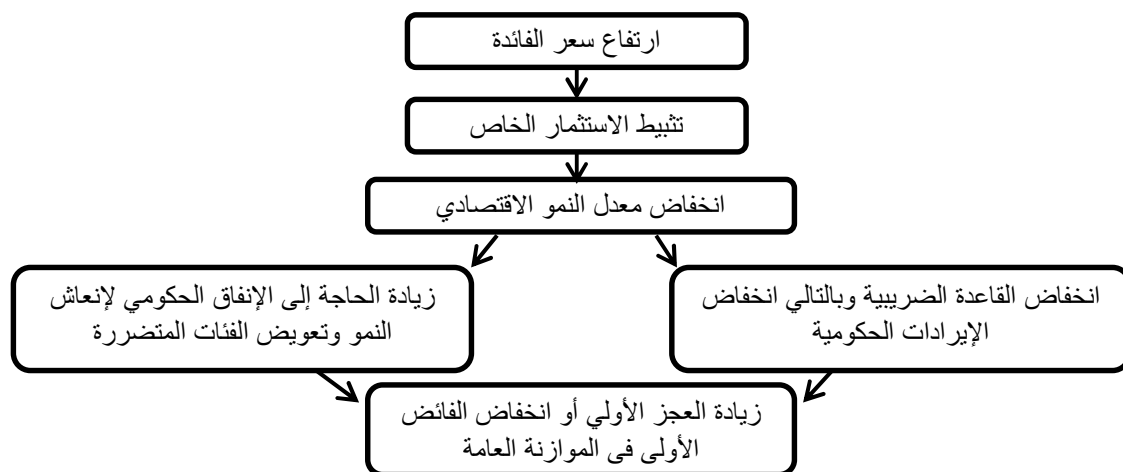 ارتفاع سعر الفائدة
تثبيط الاستثمار الخاص
انخفاض معدل النمو الاقتصادي
انخفاض القاعدة الضريبية وبالتالي انخفاض
الإيرادات الحكومية
زيادة الحاجة إلى الإنفاق الحكومي لإنعاش
النمو وتعويض الفئات المتضررة
زيادة العجز الأولي أو انخفاض الفائض
الأولى فى الموازنة العامة